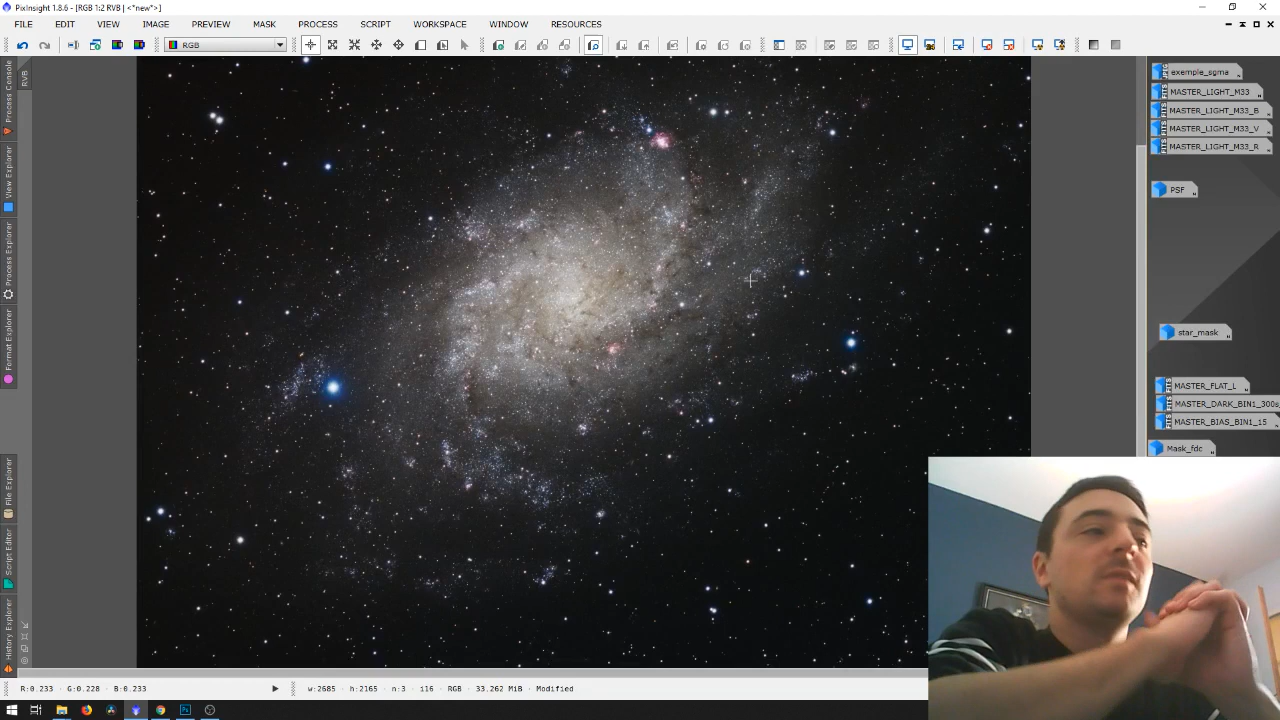 PixInsight 1.8.6 - [RGB 1:2 RVB | <*new*>]
FILE EDIT VIEW IMAGE PREVIEW MASK PROCESS SCRIPT WORKSPACE WINDOW RESOURCES
RGB
RVB
Process Console
View Explorer
Process Explorer
Format Explorer
File Explorer
Script Editor
History Explorer
exemple_sgma
MASTER_LIGHT_M33
MASTER_LIGHT_M33_B
MASTER_LIGHT_M33_V
MASTER_LIGHT_M33_R
PSF
star_mask
MASTER_FLAT_L
MASTER_DARK_BIN1_300s
MASTER_BIAS_BIN1_15
Mask_fdc
R:0.233 G:0.228 B:0.233 w:2685 · h:2165 · n:3 · i16 · RGB · 33.262 MiB · Modified